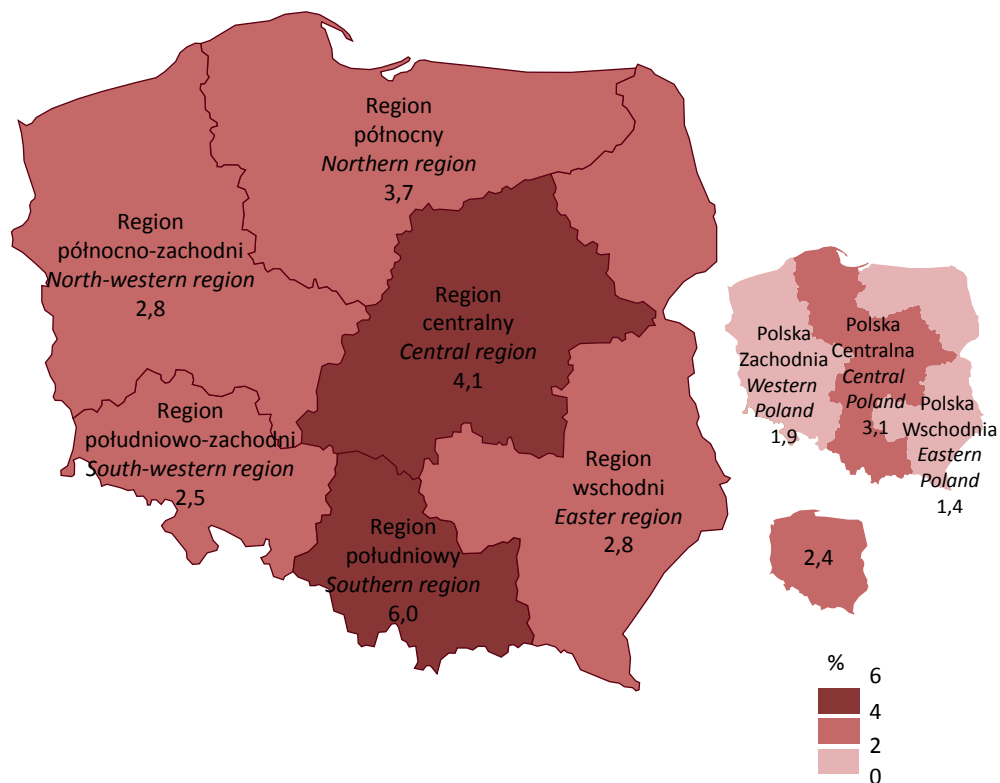 Region
północny
Northern region
3,7
Region
północno-zachodni
North-western region
2,8
Region
centralny
Central region
4,1
Region
południowo-zachodni
South-western region
2,5
Region
wschodni
Easter region
2,8
Region
południowy
Southern region
6,0
Polska
Zachodnia
Western
Poland
1,9
Polska
Centralna
Central
Poland
3,1
Polska
Wschodnia
Eastern
Poland
1,4
2,4
%
6
4
2
0